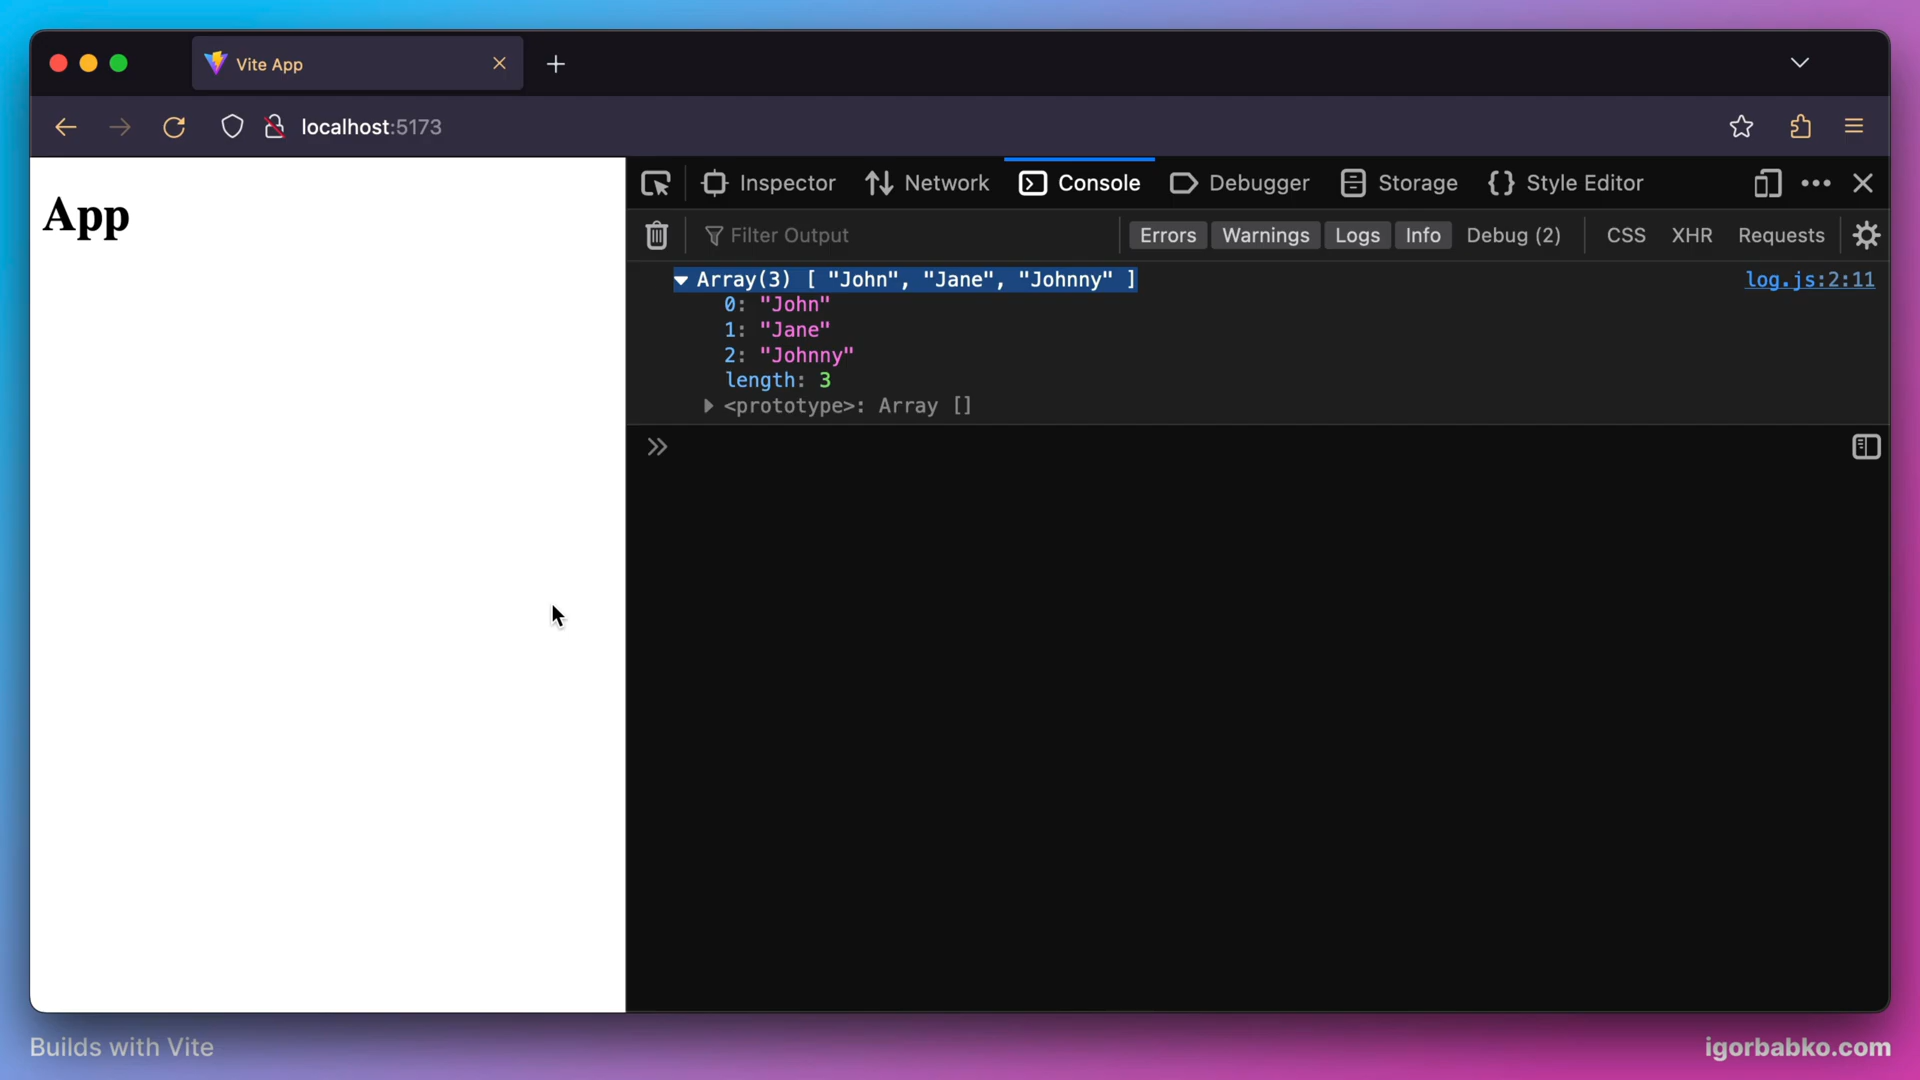 Vite App
localhost:5173
App
Inspector Network Console Debugger Storage {} Style Editor
Filter Output Errors Warnings Logs Info Debug (2) CSS XHR Requests
Array(3) [ "John", "Jane", "Johnny" ] log.js:2:11
0: "John"
1: "Jane"
2: "Johnny"
length: 3
<prototype>: Array []
Builds with Vite
igorbabko.com